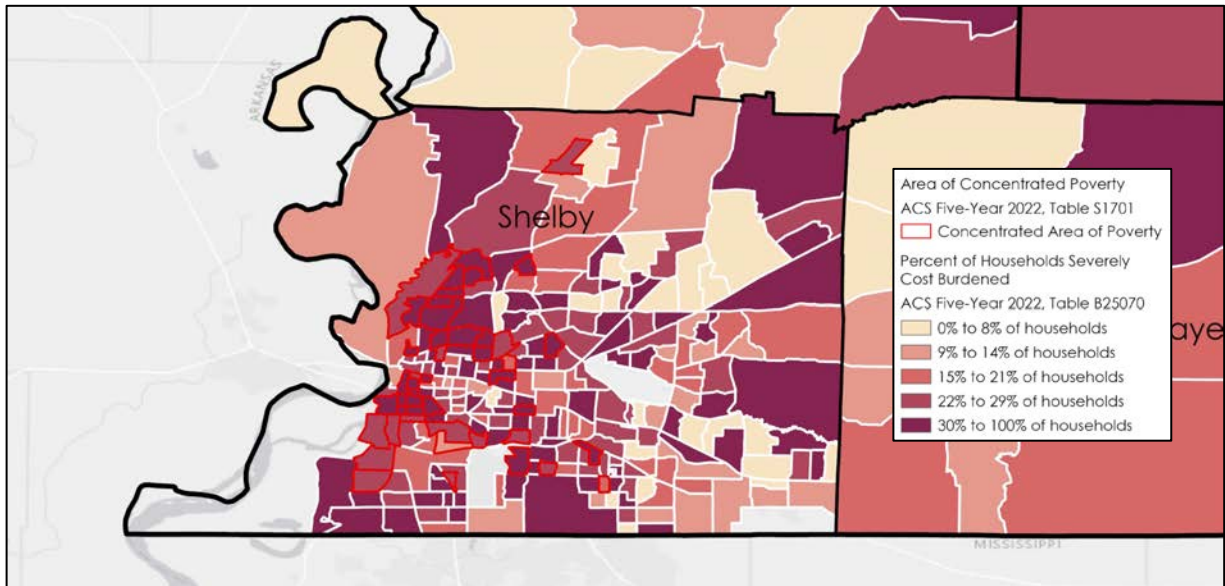 ARKANSAS
Shelby
Area of Concentrated Poverty
ACS Five-Year 2022, Table S1701
Concentrated Area of Poverty
Percent of Households Severely
Cost Burdened
ACS Five-Year 2022, Table B25070
0% to 8% of households
9% to 14% of households
15% to 21% of households
22% to 29% of households
30% to 100% of households
aye
MISSISSIPPI